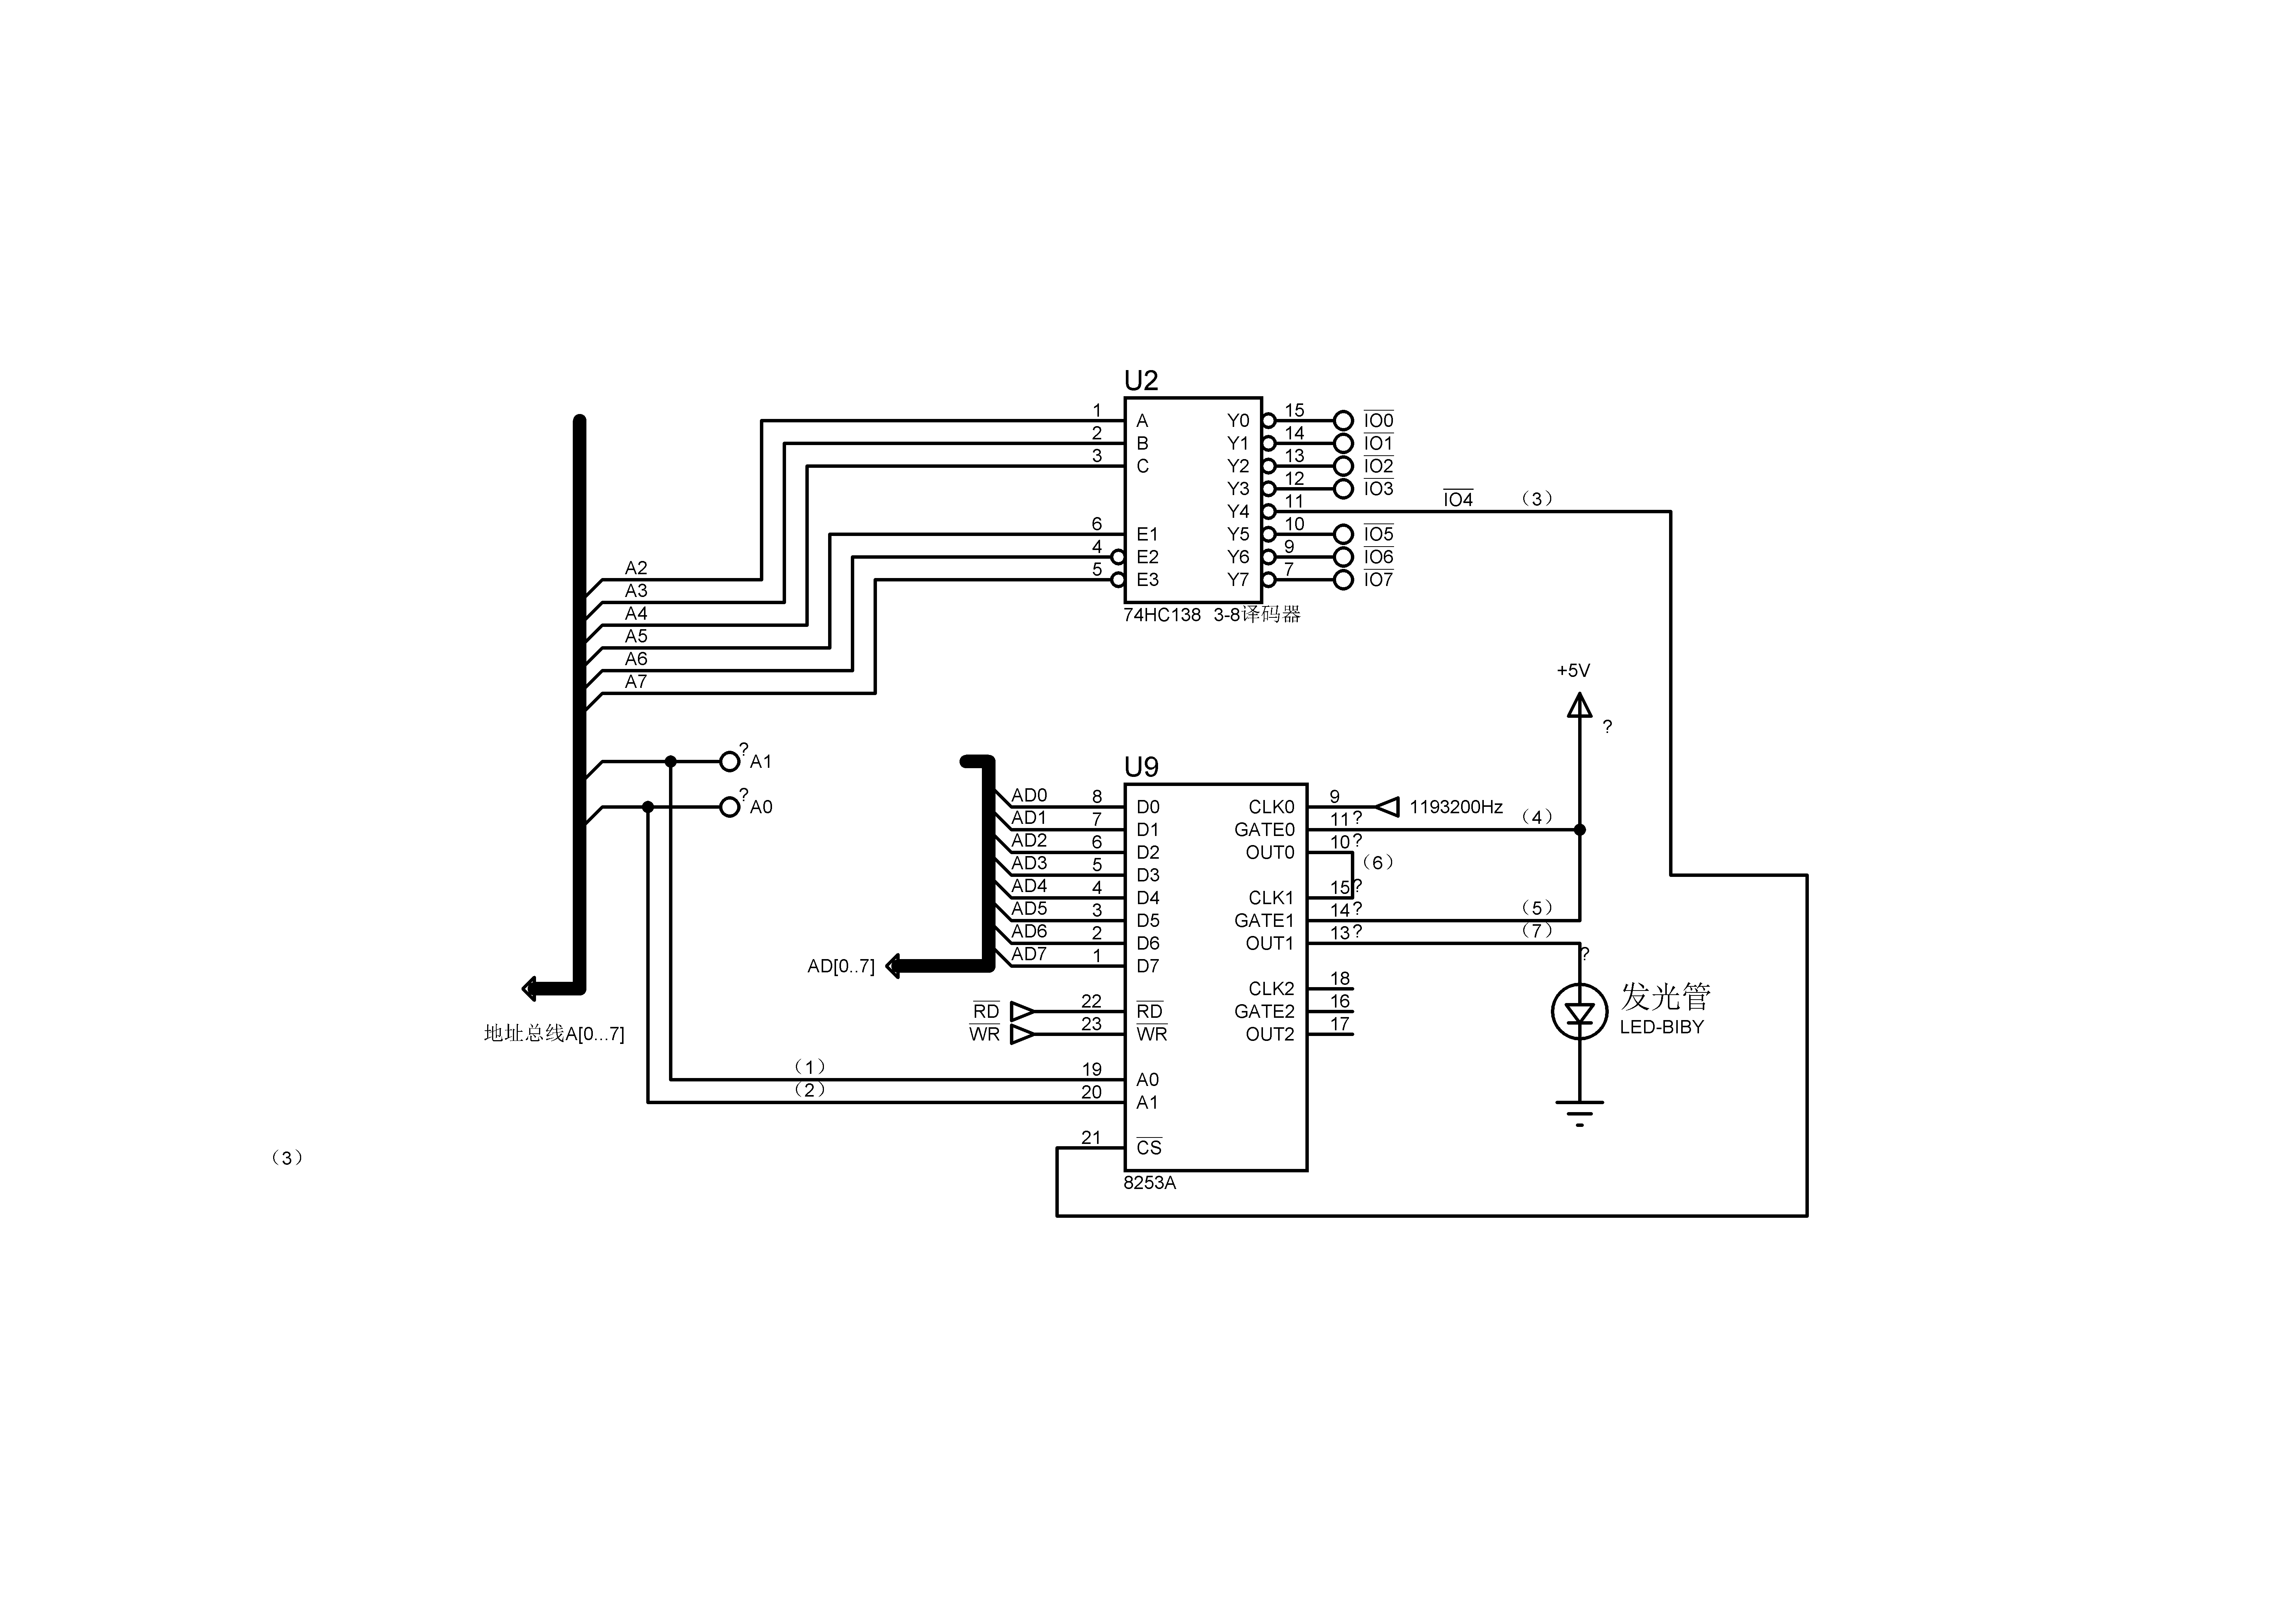 U2
1 A Y0 15 IO0
2 B Y1 14 IO1
3 C Y2 13 IO2
Y3 12 IO3
Y4 11 IO4 （3）
6 E1 Y5 10 IO5
4 E2 Y6 9 IO6
5 E3 Y7 7 IO7
74HC138 3-8译码器
A2
A3
A4
A5
A6
A7
+5V
?
? A1
? A0
U9
AD0 8 D0 CLK0 9 1193200Hz
AD1 7 D1 GATE0 11 ? （4）
AD2 6 D2 OUT0 10 ?
（6）
AD3 5 D3
AD4 4 D4 CLK1 15 ?
AD5 3 D5 GATE1 14 ? （5）
AD6 2 D6 OUT1 13 ? （7）
AD7 1 D7
?
AD[0..7]
CLK2 18
RD 22 RD GATE2 16
WR 23 WR OUT2 17
发光管
LED-BIBY
地址总线A[0...7]
（1） 19 A0
（2） 20 A1
21 CS
8253A
（3）